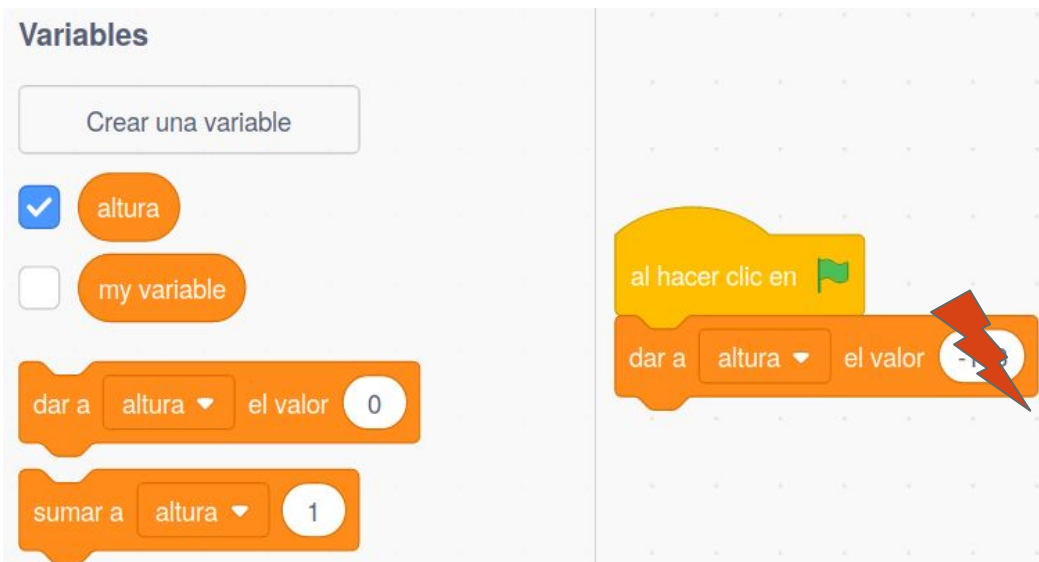 Variables
Crear una variable
altura
my variable
dar a altura el valor 0
sumar a altura 1
al hacer clic en
dar a altura el valor